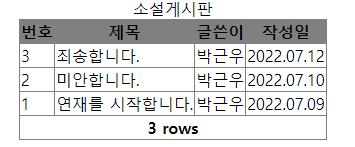 소설게시판
번호 제목 글쓴이 작성일
3 죄송합니다. 박근우 2022.07.12
2 미안합니다. 박근우 2022.07.10
1 연재를 시작합니다. 박근우 2022.07.09
3 rows